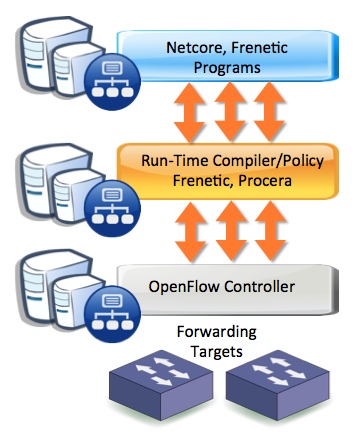 Netcore, Frenetic
Programs
Run-Time Compiler/Policy
Frenetic, Procera
OpenFlow Controller
Forwarding
Targets